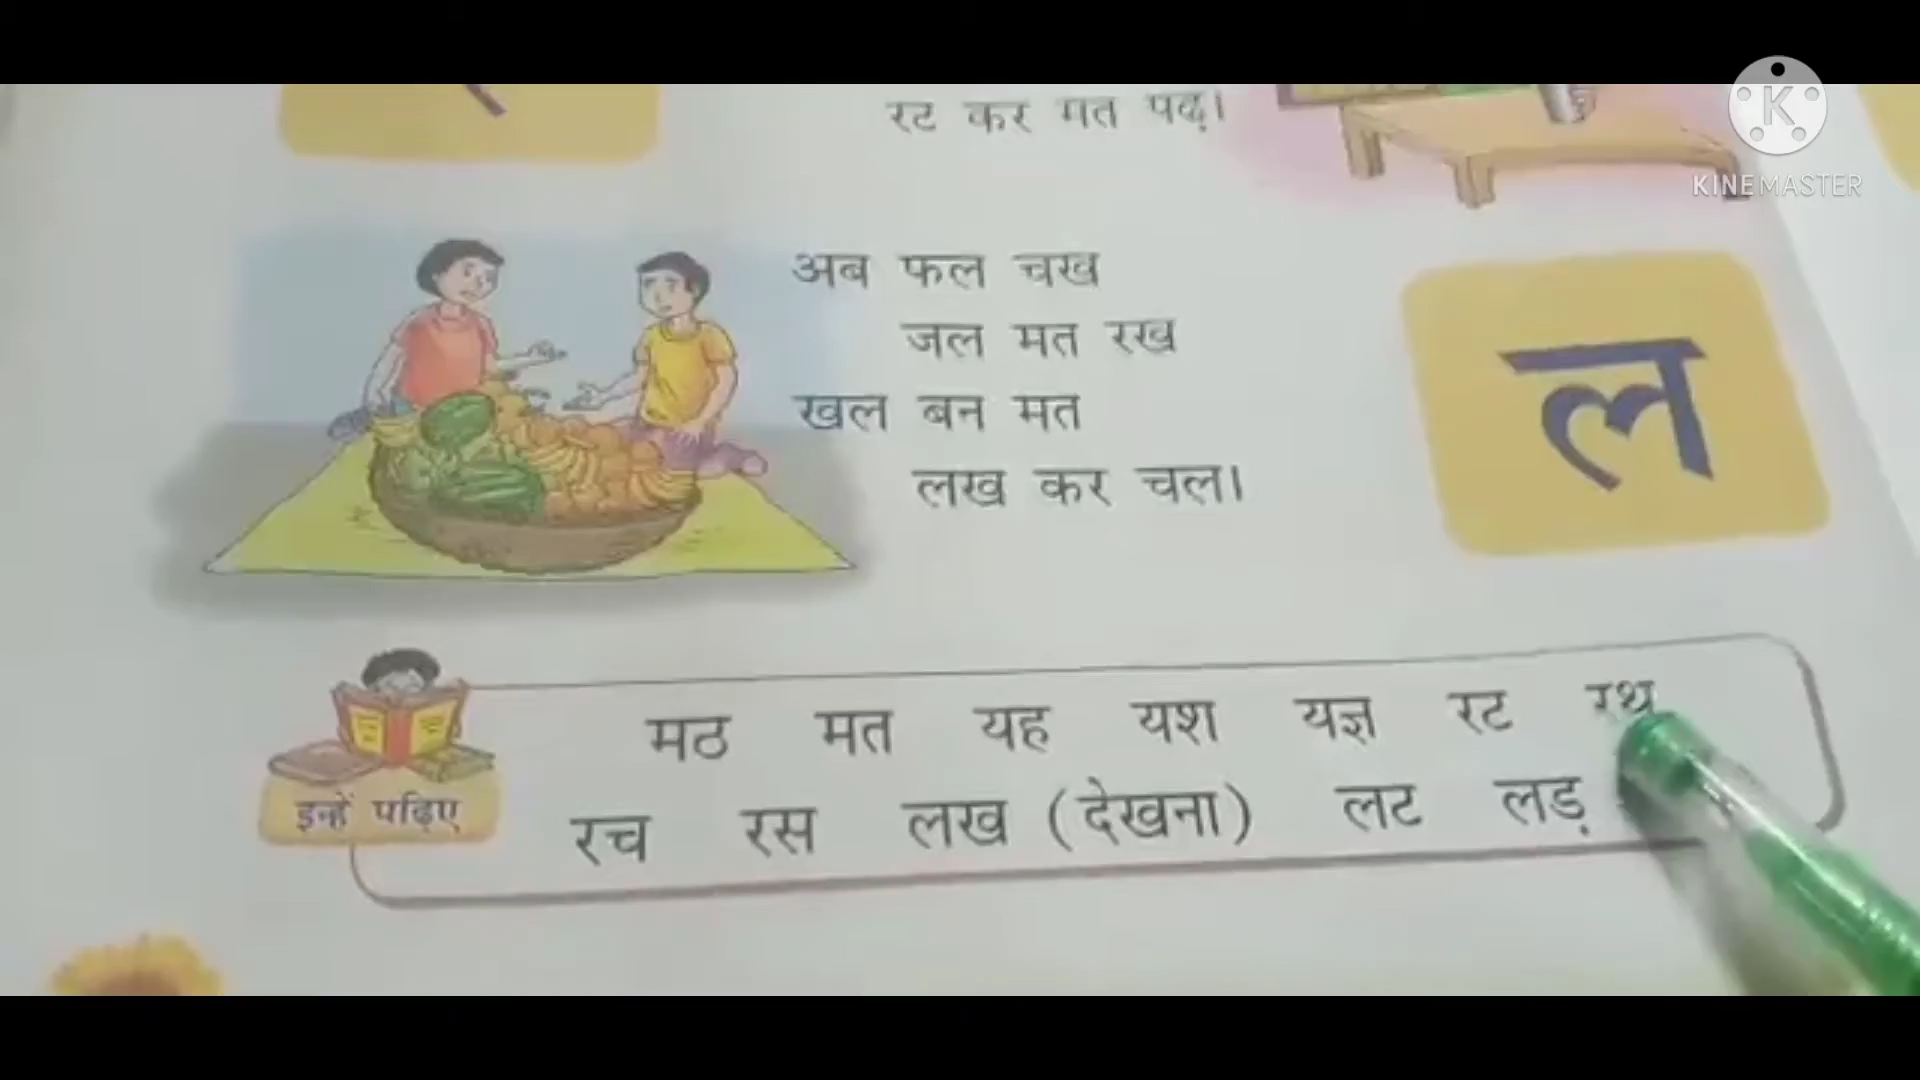 रट कर मत पढ़।
K
KINEMASTER
अब फल चख
जल मत रख
खल बन मत
लख कर चल।
ल
मठ मत यह यश यज्ञ रट रथ
इन्हें पढ़िए
रच रस लख (देखना) लट लड़